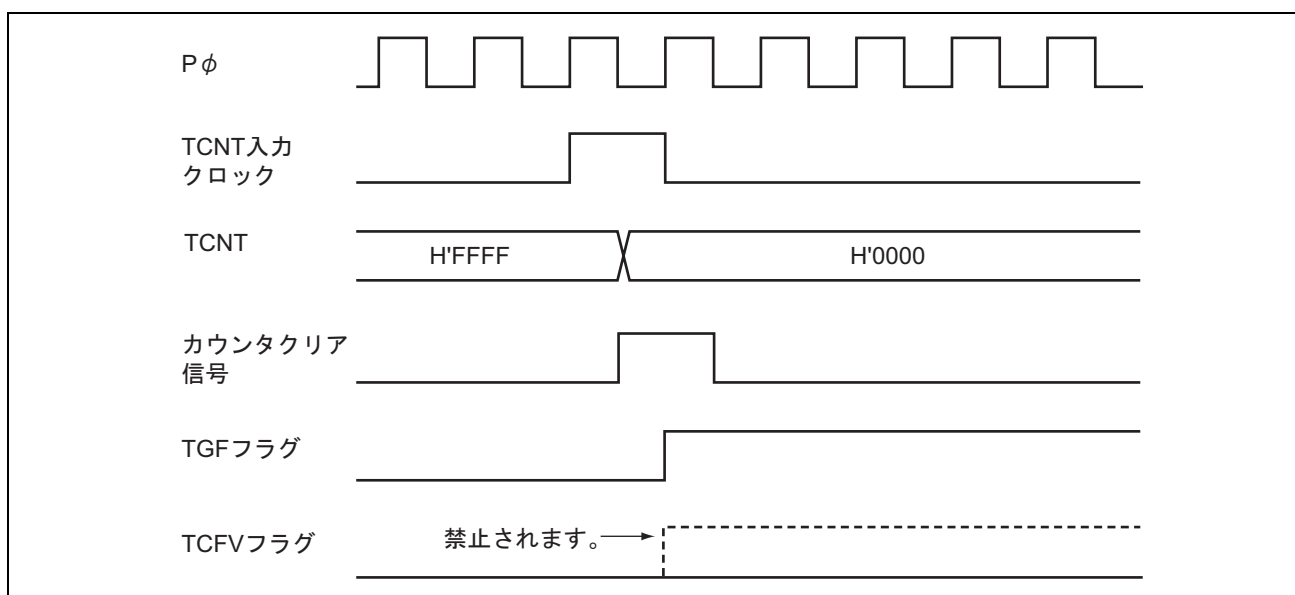 Pφ
TCNT入力
クロック
TCNT
H'FFFF
H'0000
カウンタクリア
信号
TGFフラグ
TCFVフラグ
禁止されます。